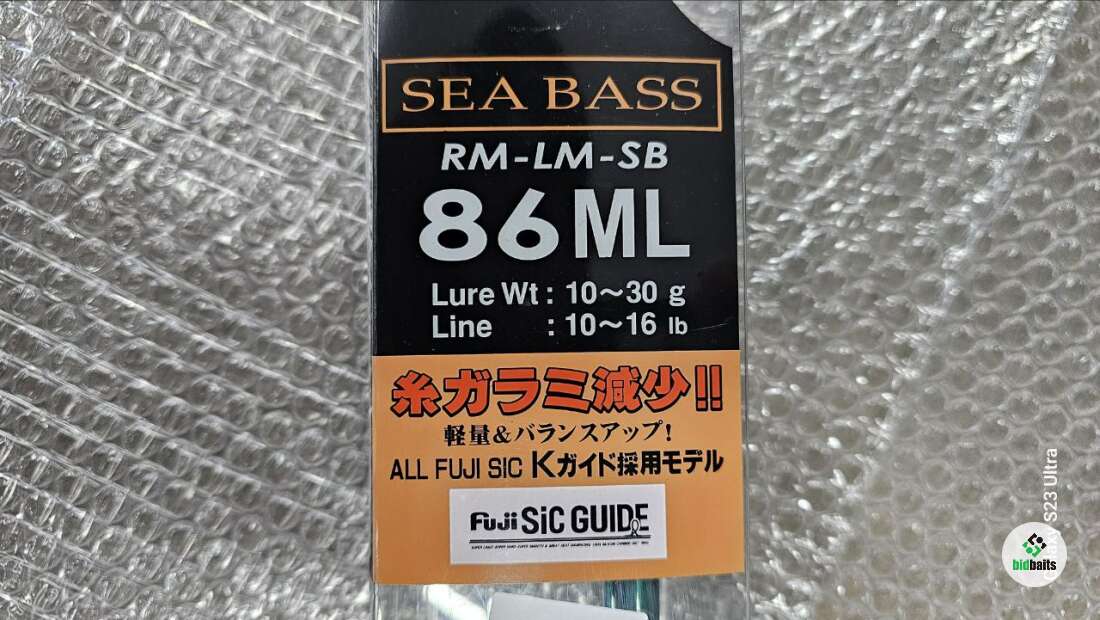 SEA BASS
RM-LM-SB
86ML
Lure Wt : 10〜30 g
Line : 10〜16 lb
糸ガラミ減少!!
軽量&バランスアップ!
ALL FUJI SIC Kガイド採用モデル
Fuji SiC GUIDE
S23 Ultra
bidbaits